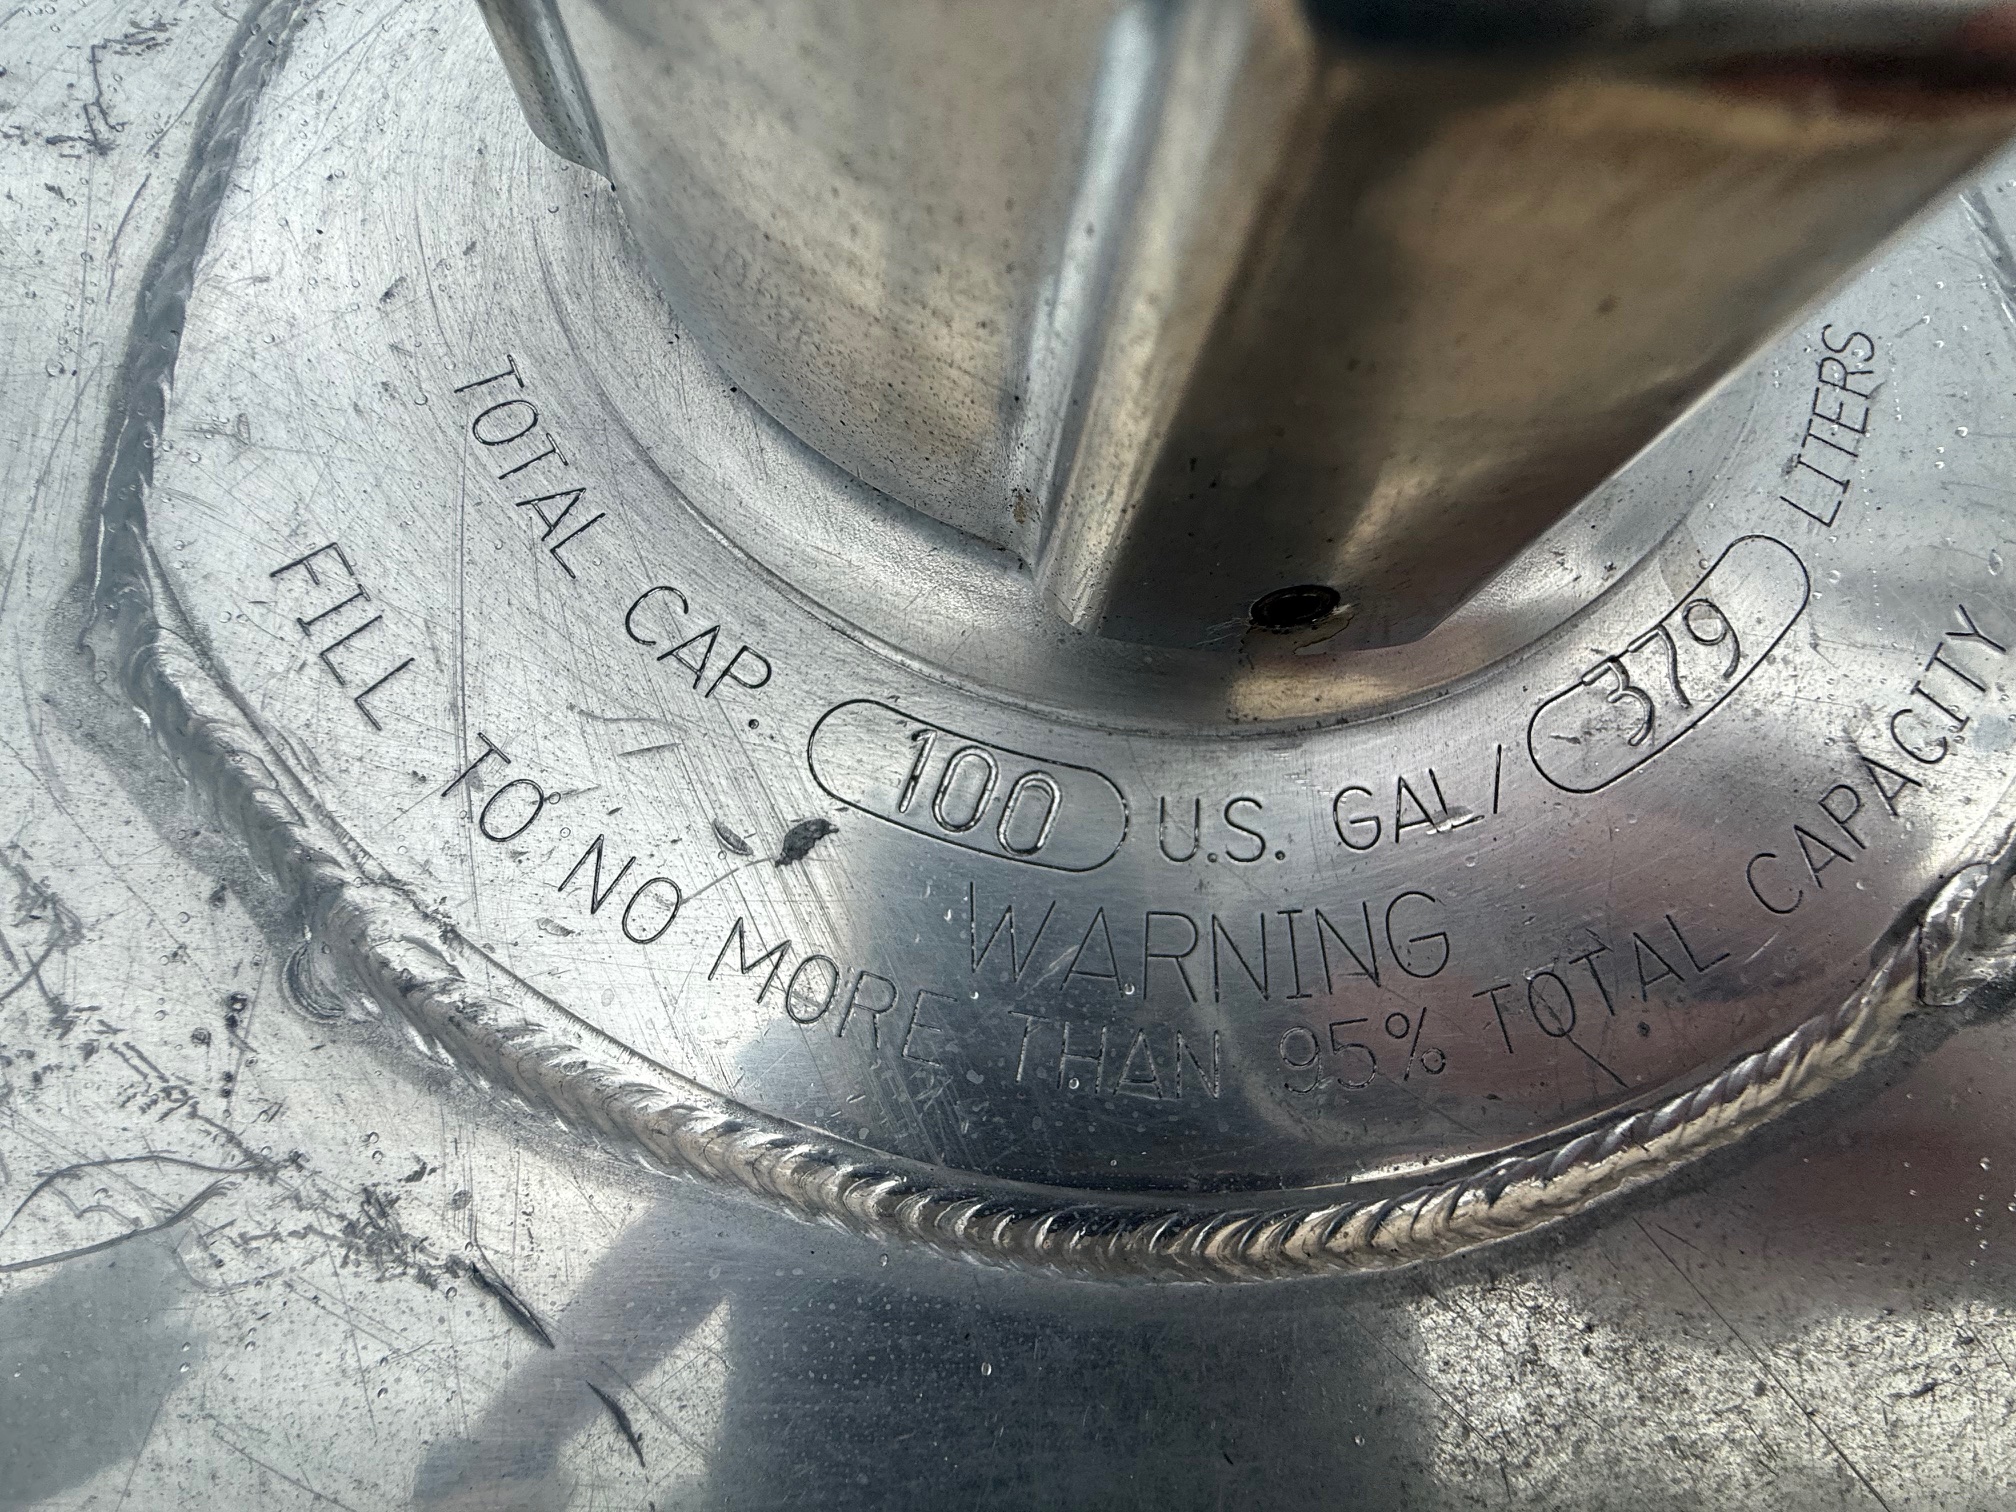 TOTAL CAP. 100 U.S. GAL/ 379 LITERS
WARNING
FILL TO NO MORE THAN 95% TOTAL CAPACITY